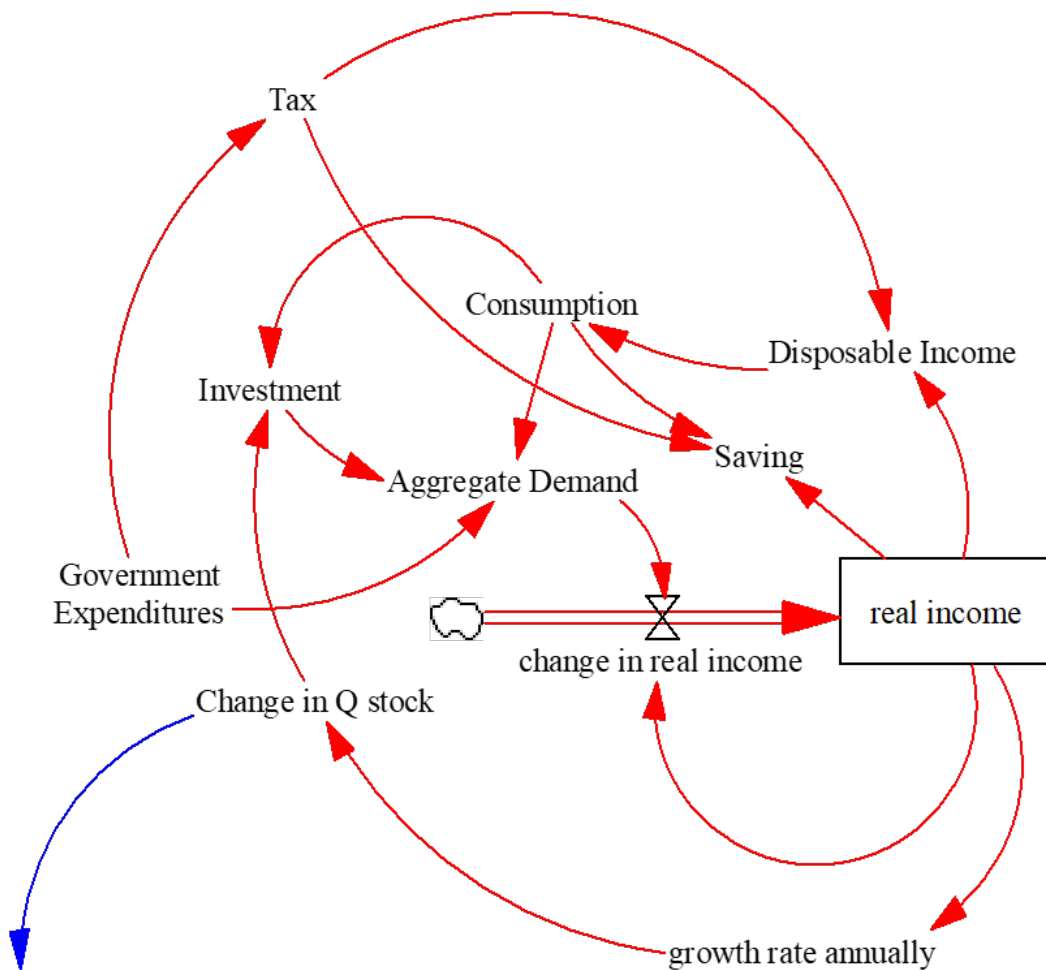 Tax
Consumption
Disposable Income
Investment
Saving
Aggregate Demand
Government
Expenditures
real income
change in real income
Change in Q stock
growth rate annually